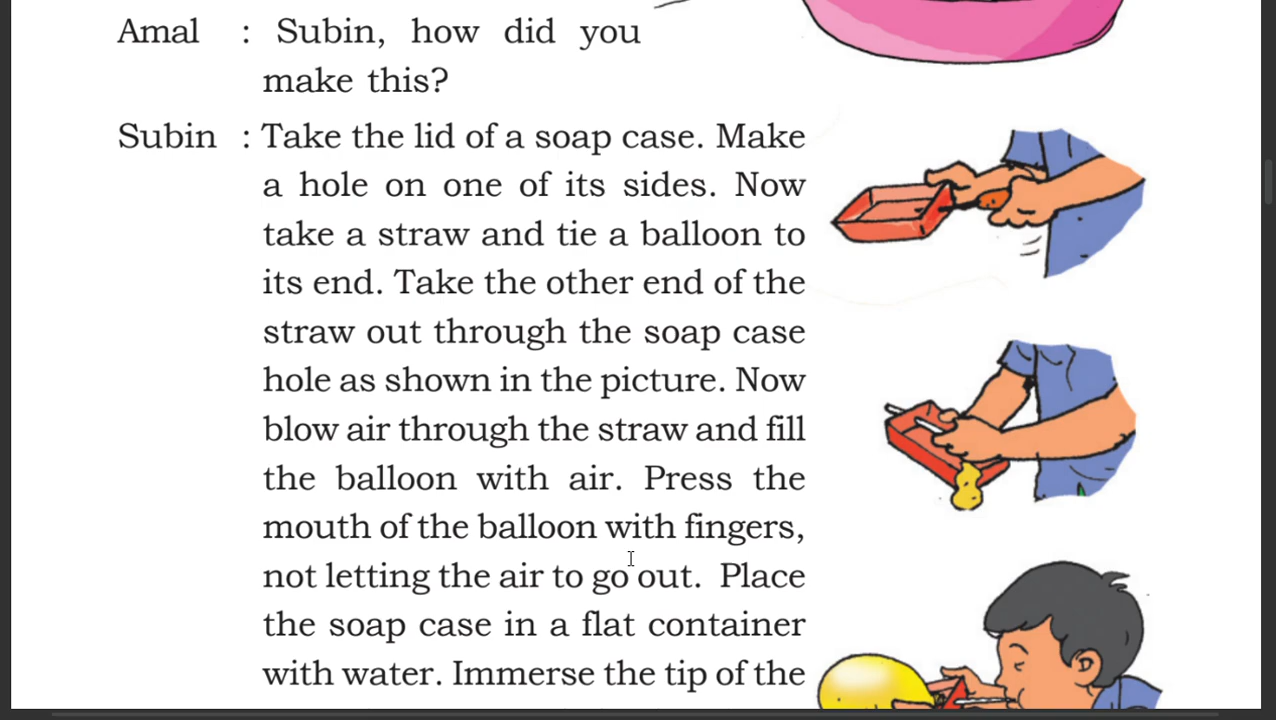 Amal : Subin, how did you
make this?
Subin : Take the lid of a soap case. Make
a hole on one of its sides. Now
take a straw and tie a balloon to
its end. Take the other end of the
straw out through the soap case
hole as shown in the picture. Now
blow air through the straw and fill
the balloon with air. Press the
mouth of the balloon with fingers,
not letting the air to go out. Place
the soap case in a flat container
with water. Immerse the tip of the